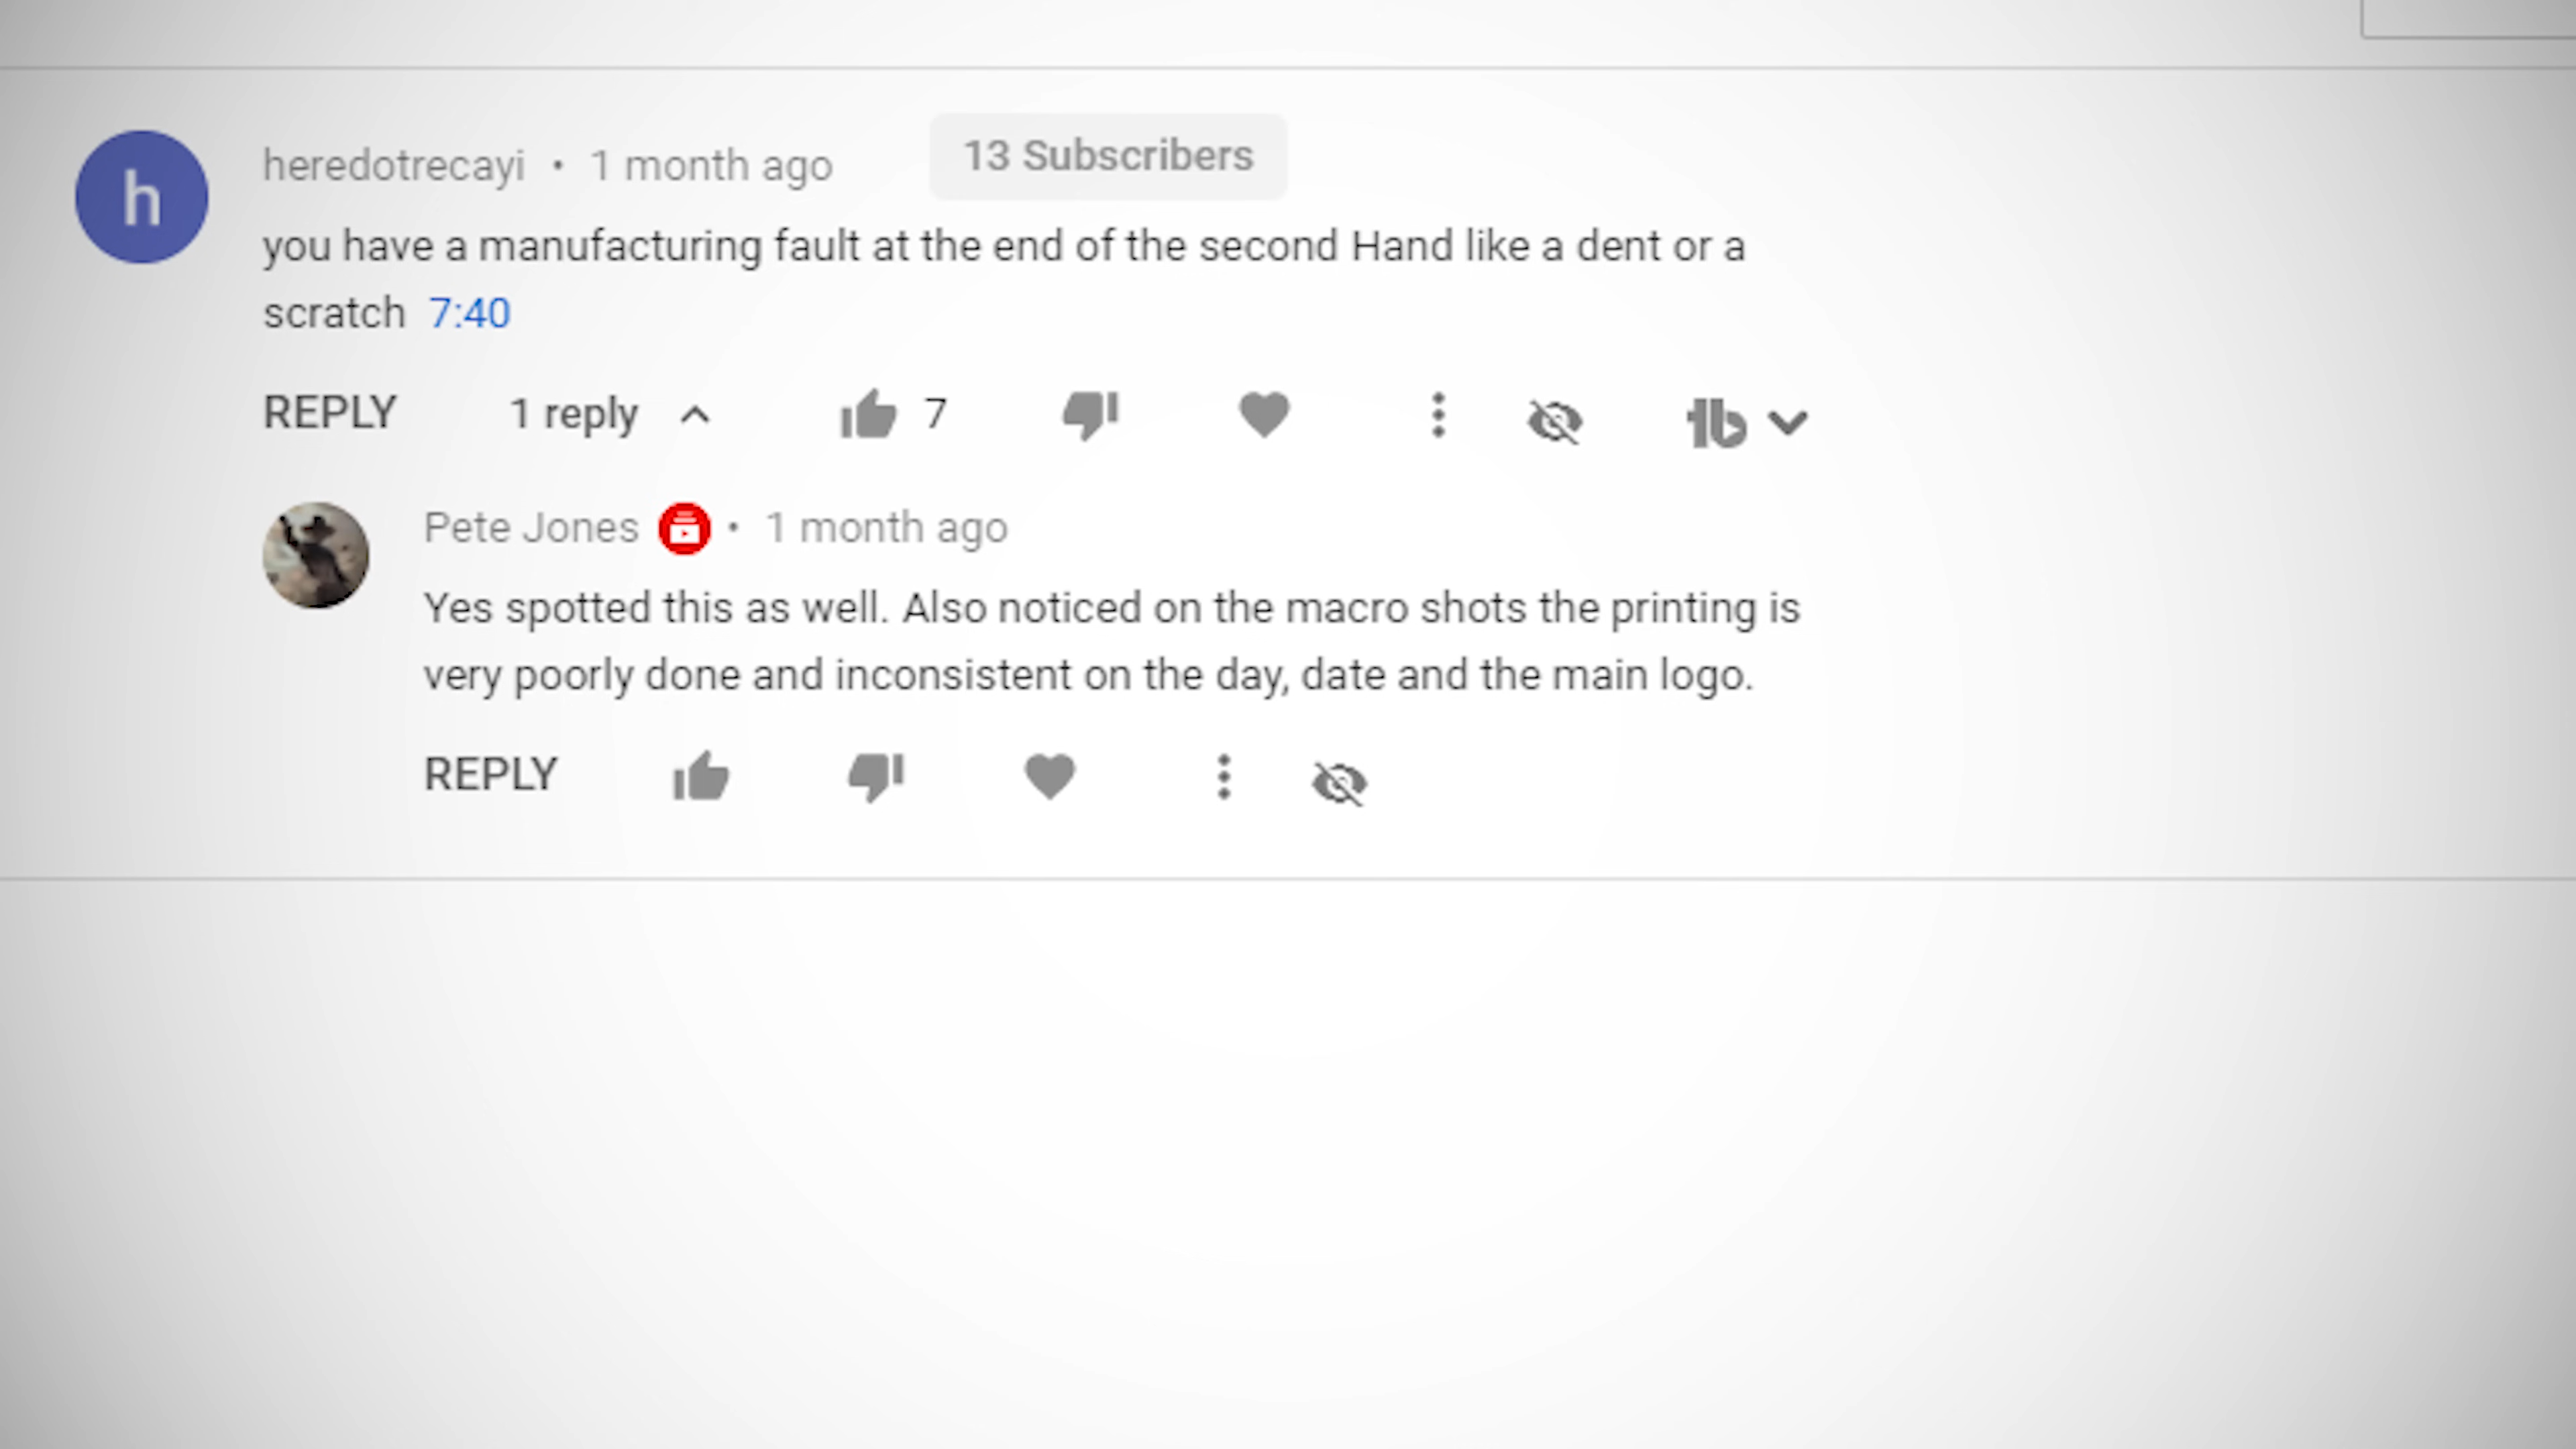 h
heredotrecayi • 1 month ago 13 Subscribers
you have a manufacturing fault at the end of the second Hand like a dent or a
scratch 7:40
REPLY 1 reply 7
Pete Jones • 1 month ago
Yes spotted this as well. Also noticed on the macro shots the printing is
very poorly done and inconsistent on the day, date and the main logo.
REPLY